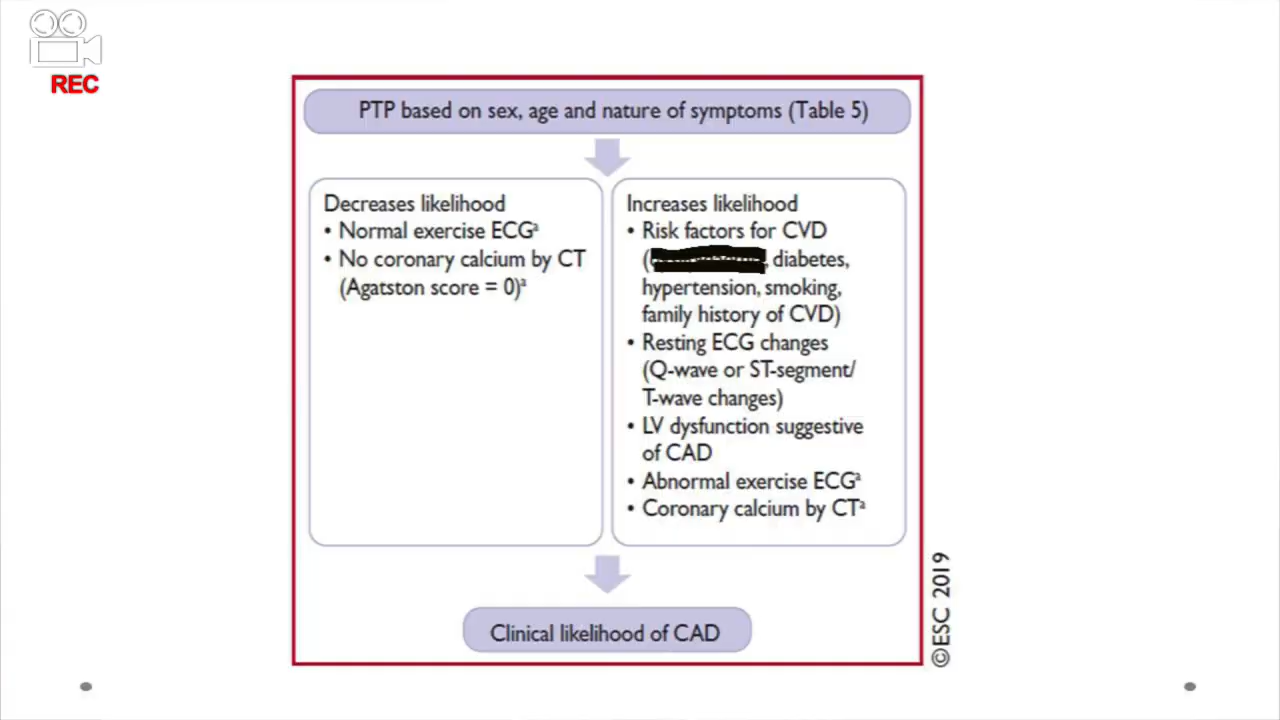 REC
PTP based on sex, age and nature of symptoms (Table 5)
Decreases likelihood
• Normal exercise ECGª
• No coronary calcium by CT
(Agatston score = 0)ª
Increases likelihood
• Risk factors for CVD
( , diabetes,
hypertension, smoking,
family history of CVD)
• Resting ECG changes
(Q-wave or ST-segment/
T-wave changes)
• LV dysfunction suggestive
of CAD
• Abnormal exercise ECGª
• Coronary calcium by CTª
Clinical likelihood of CAD
©ESC 2019